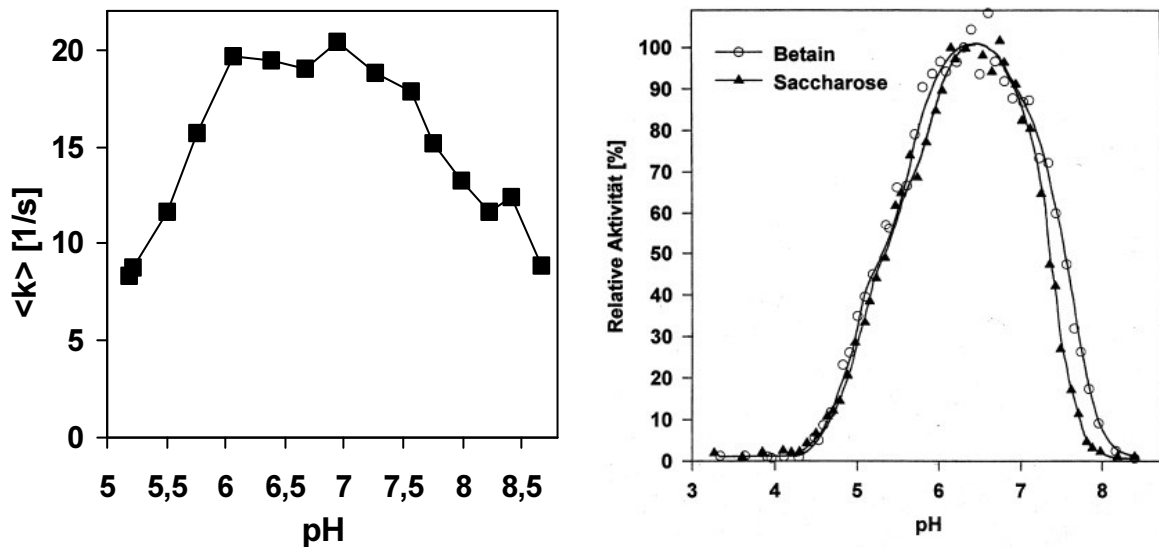 20
15
10
5
0
<k> [1/s]
5 5,5 6 6,5 7 7,5 8 8,5
pH
100
90
80
70
60
50
40
30
20
10
0
Relative Aktivität [%]
Betain
Saccharose
3 4 5 6 7 8
pH